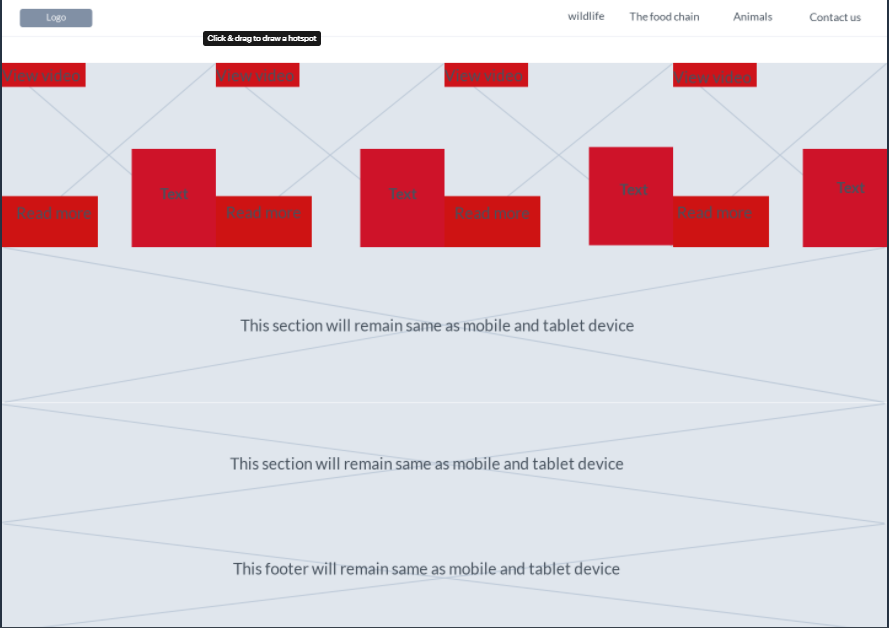 Logo
wildlife
The food chain
Animals
Contact us
Click & drag to draw a hotspot
View video
View video
View video
View video
Text
Text
Text
Text
Read more
Read more
Read more
Read more
This section will remain same as mobile and tablet device
This section will remain same as mobile and tablet device
This footer will remain same as mobile and tablet device